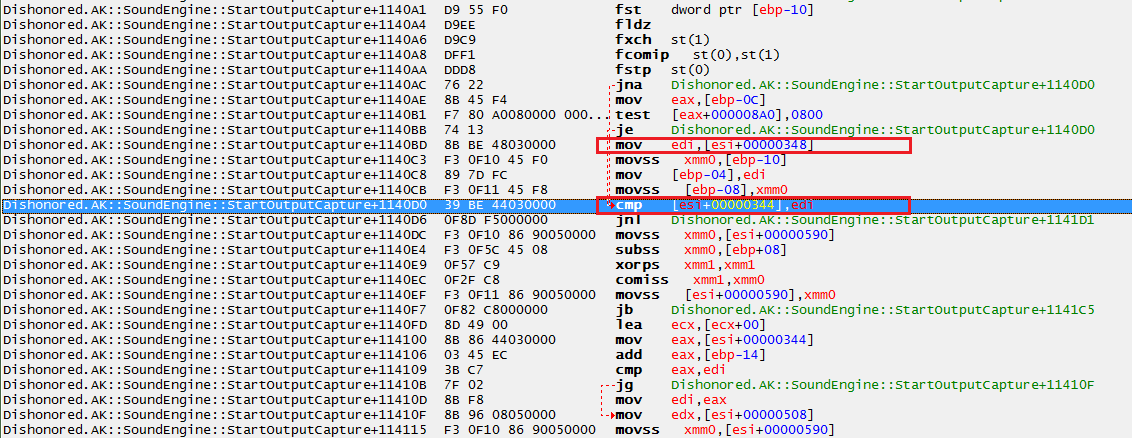 Dishonored.AK::SoundEngine::StartOutputCapture+1140A1 D9 55 F0 fst dword ptr [ebp-10]
Dishonored.AK::SoundEngine::StartOutputCapture+1140A4 D9EE fldz
Dishonored.AK::SoundEngine::StartOutputCapture+1140A6 D9C9 fxch st(1)
Dishonored.AK::SoundEngine::StartOutputCapture+1140A8 DFF1 fcomip st(0),st(1)
Dishonored.AK::SoundEngine::StartOutputCapture+1140AA DDD8 fstp st(0)
Dishonored.AK::SoundEngine::StartOutputCapture+1140AC 76 22 jna Dishonored.AK::SoundEngine::StartOutputCapture+1140D0
Dishonored.AK::SoundEngine::StartOutputCapture+1140AE 8B 45 F4 mov eax,[ebp-0C]
Dishonored.AK::SoundEngine::StartOutputCapture+1140B1 F7 80 A0080000 000... test [eax+000008A0],0800
Dishonored.AK::SoundEngine::StartOutputCapture+1140BB 74 13 je Dishonored.AK::SoundEngine::StartOutputCapture+1140D0
Dishonored.AK::SoundEngine::StartOutputCapture+1140BD 8B BE 48030000 mov edi,[esi+00000348]
Dishonored.AK::SoundEngine::StartOutputCapture+1140C3 F3 0F10 45 F0 movss xmm0,[ebp-10]
Dishonored.AK::SoundEngine::StartOutputCapture+1140C8 89 7D FC mov [ebp-04],edi
Dishonored.AK::SoundEngine::StartOutputCapture+1140CB F3 0F11 45 F8 movss [ebp-08],xmm0
Dishonored.AK::SoundEngine::StartOutputCapture+1140D0 39 BE 44030000 cmp [esi+00000344],edi
Dishonored.AK::SoundEngine::StartOutputCapture+1140D6 0F8D F5000000 jnl Dishonored.AK::SoundEngine::StartOutputCapture+1141D1
Dishonored.AK::SoundEngine::StartOutputCapture+1140DC F3 0F10 86 90050000 movss xmm0,[esi+00000590]
Dishonored.AK::SoundEngine::StartOutputCapture+1140E4 F3 0F5C 45 08 subss xmm0,[ebp+08]
Dishonored.AK::SoundEngine::StartOutputCapture+1140E9 0F57 C9 xorps xmm1,xmm1
Dishonored.AK::SoundEngine::StartOutputCapture+1140EC 0F2F C8 comiss xmm1,xmm0
Dishonored.AK::SoundEngine::StartOutputCapture+1140EF F3 0F11 86 90050000 movss [esi+00000590],xmm0
Dishonored.AK::SoundEngine::StartOutputCapture+1140F7 0F82 C8000000 jb Dishonored.AK::SoundEngine::StartOutputCapture+1141C5
Dishonored.AK::SoundEngine::StartOutputCapture+1140FD 8D 49 00 lea ecx,[ecx+00]
Dishonored.AK::SoundEngine::StartOutputCapture+114100 8B 86 44030000 mov eax,[esi+00000344]
Dishonored.AK::SoundEngine::StartOutputCapture+114106 03 45 EC add eax,[ebp-14]
Dishonored.AK::SoundEngine::StartOutputCapture+114109 3B C7 cmp eax,edi
Dishonored.AK::SoundEngine::StartOutputCapture+11410B 7F 02 jg Dishonored.AK::SoundEngine::StartOutputCapture+11410F
Dishonored.AK::SoundEngine::StartOutputCapture+11410D 8B F8 mov edi,eax
Dishonored.AK::SoundEngine::StartOutputCapture+11410F 8B 96 08050000 mov edx,[esi+00000508]
Dishonored.AK::SoundEngine::StartOutputCapture+114115 F3 0F10 86 90050000 movss xmm0,[esi+00000590]